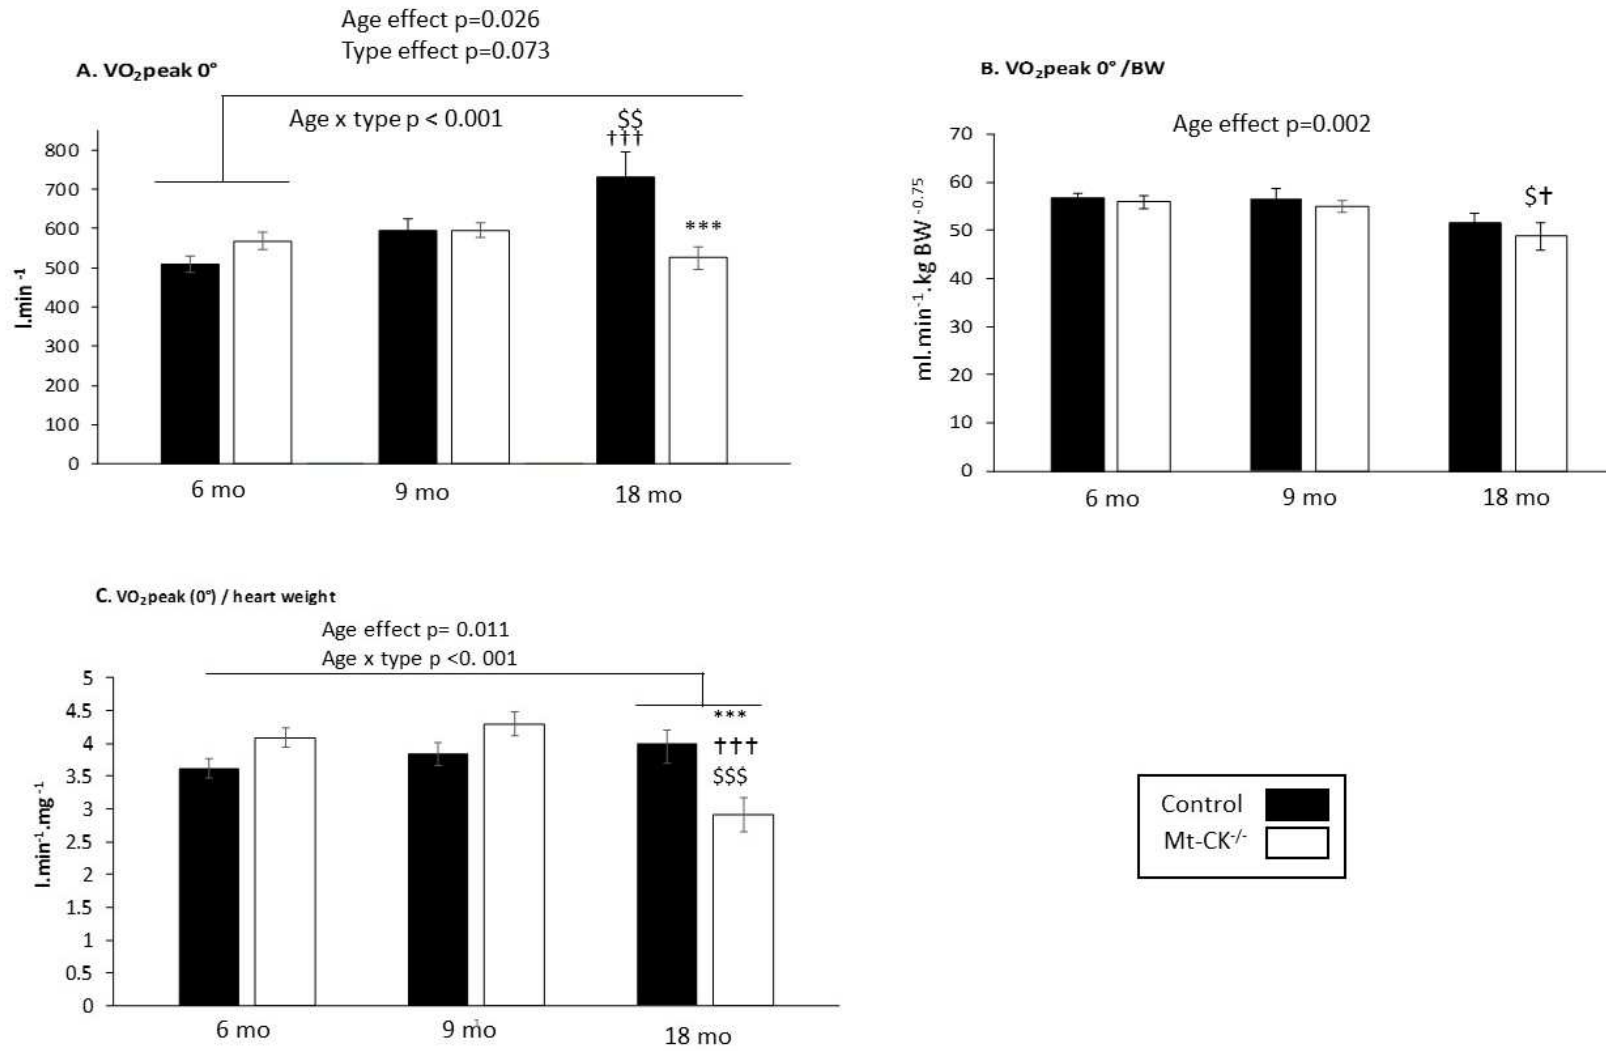 Age effect p=0.026
Type effect p=0.073
A. VO₂peak 0°
Age x type p < 0.001
$$
†††
***
l.min ⁻¹
800
700
600
500
400
300
200
100
0
6 mo
9 mo
18 mo
B. VO₂peak 0° /BW
Age effect p=0.002
$†
ml.min⁻¹.kg BW ⁻⁰·⁷⁵
70
60
50
40
30
20
10
0
6 mo
9 mo
18 mo
C. VO₂peak (0°) / heart weight
Age effect p= 0.011
Age x type p <0. 001
***
†††
$$$
l.min⁻¹.mg ⁻¹
5
4.5
4
3.5
3
2.5
2
1.5
1
0.5
0
6 mo
9 mo
18 mo
Control
Mt-CK⁻/⁻